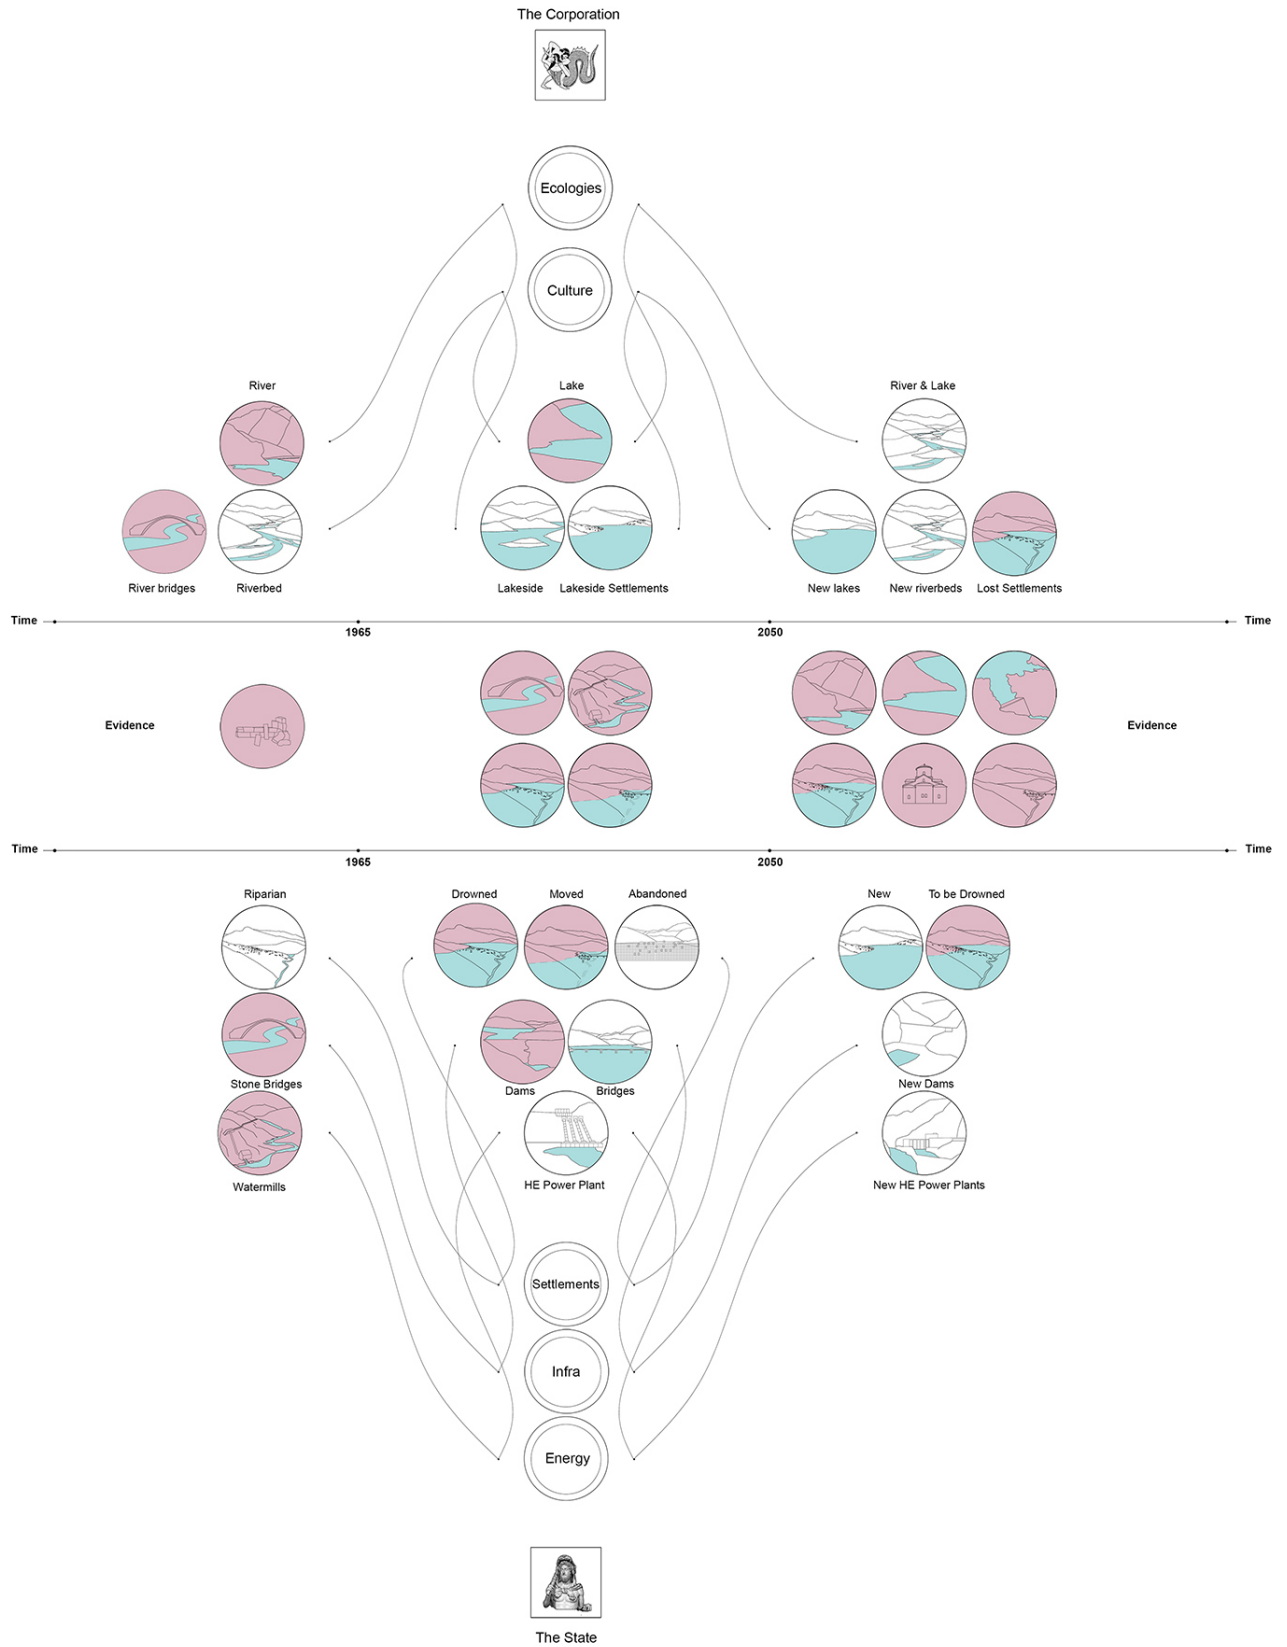 The Corporation
Ecologies
Culture
River
Lake
River & Lake
River bridges
Riverbed
Lakeside
Lakeside Settlements
New lakes
New riverbeds
Lost Settlements
Time
Time
1965
2050
Evidence
Evidence
Time
Time
1965
2050
Riparian
Drowned
Moved
Abandoned
New
To be Drowned
Stone Bridges
Dams
Bridges
New Dams
Watermills
HE Power Plant
New HE Power Plants
Settlements
Infra
Energy
The State